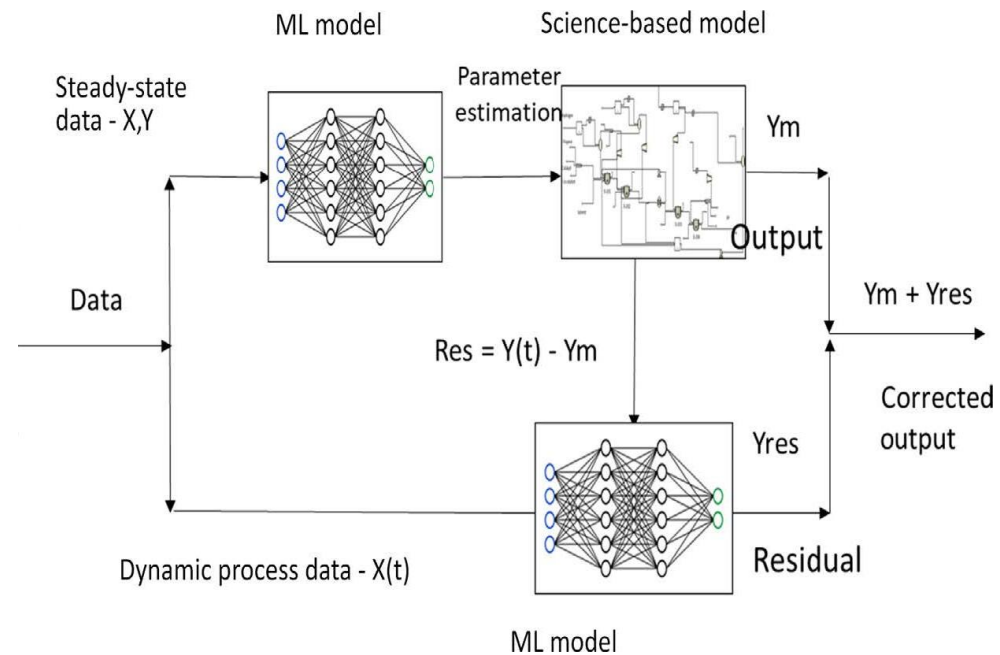 ML model
Science-based model
Steady-state
data - X,Y
Parameter
estimation
Ym
Output
Data
Ym + Yres
Res = Y(t) - Ym
Corrected
output
Yres
Residual
Dynamic process data - X(t)
ML model